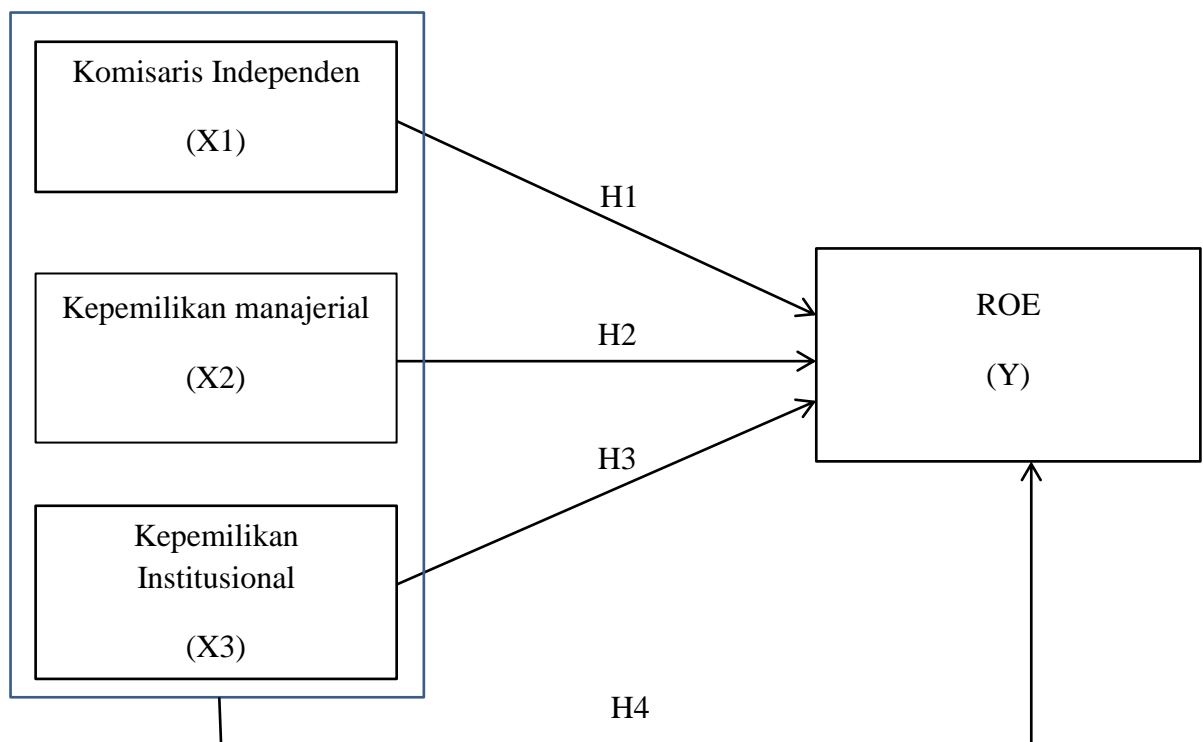 Komisaris Independen
(X1)
H1
Kepemilikan manajerial
(X2)
H2
ROE
(Y)
H3
Kepemilikan
Institusional
(X3)
H4